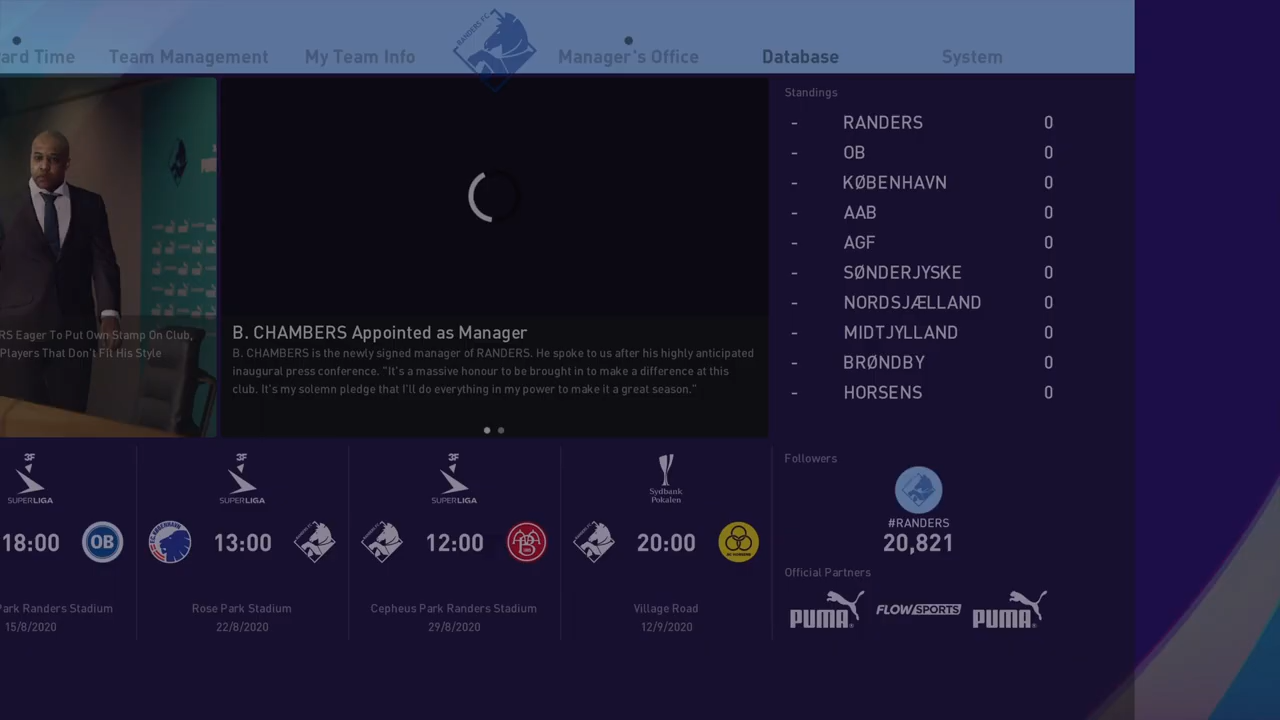 ard Time
Team Management
My Team Info
RANDERS FC
Manager's Office
Database
System
RS Eager To Put Own Stamp On Club,
Players That Don't Fit His Style
B. CHAMBERS Appointed as Manager
B. CHAMBERS is the newly signed manager of RANDERS. He spoke to us after his highly anticipated
inaugural press conference. "It's a massive honour to be brought in to make a difference at this
club. It's my solemn pledge that I'll do everything in my power to make it a great season."
Standings
- RANDERS 0
- OB 0
- KØBENHAVN 0
- AAB 0
- AGF 0
- SØNDERJYSKE 0
- NORDSJÆLLAND 0
- MIDTJYLLAND 0
- BRØNDBY 0
- HORSENS 0
3F
SUPERLIGA
18:00
OB
Park Randers Stadium
15/8/2020
3F
SUPERLIGA
13:00
Rose Park Stadium
22/8/2020
3F
SUPERLIGA
12:00
Cepheus Park Randers Stadium
29/8/2020
Sydbank
Pokalen
20:00
Village Road
12/9/2020
Followers
#RANDERS
20,821
Official Partners
PUMA
FLOWSPORTS
PUMA